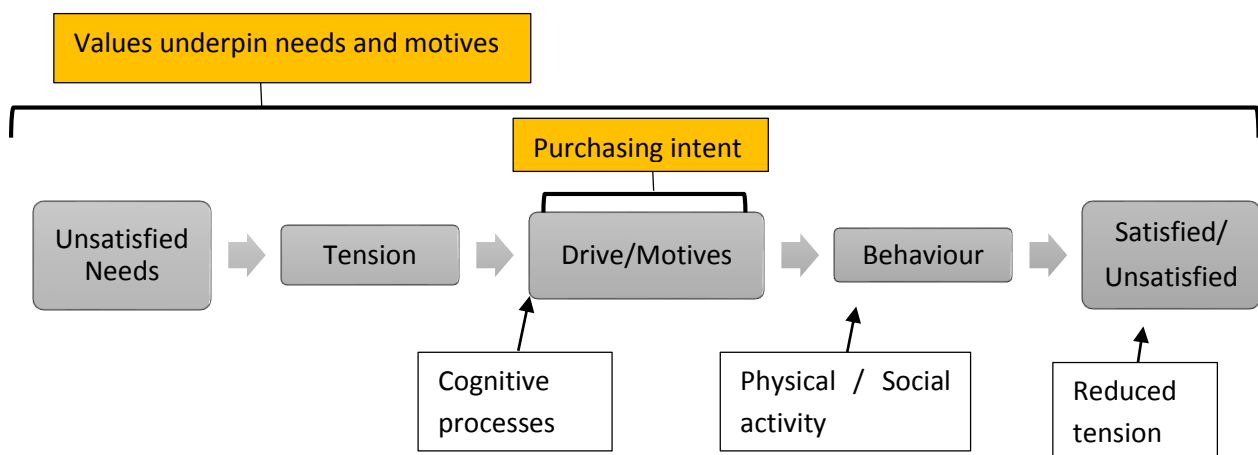 Values underpin needs and motives
Purchasing intent
Unsatisfied
Needs
Tension
Drive/Motives
Behaviour
Satisfied/
Unsatisfied
Cognitive
processes
Physical / Social
activity
Reduced
tension